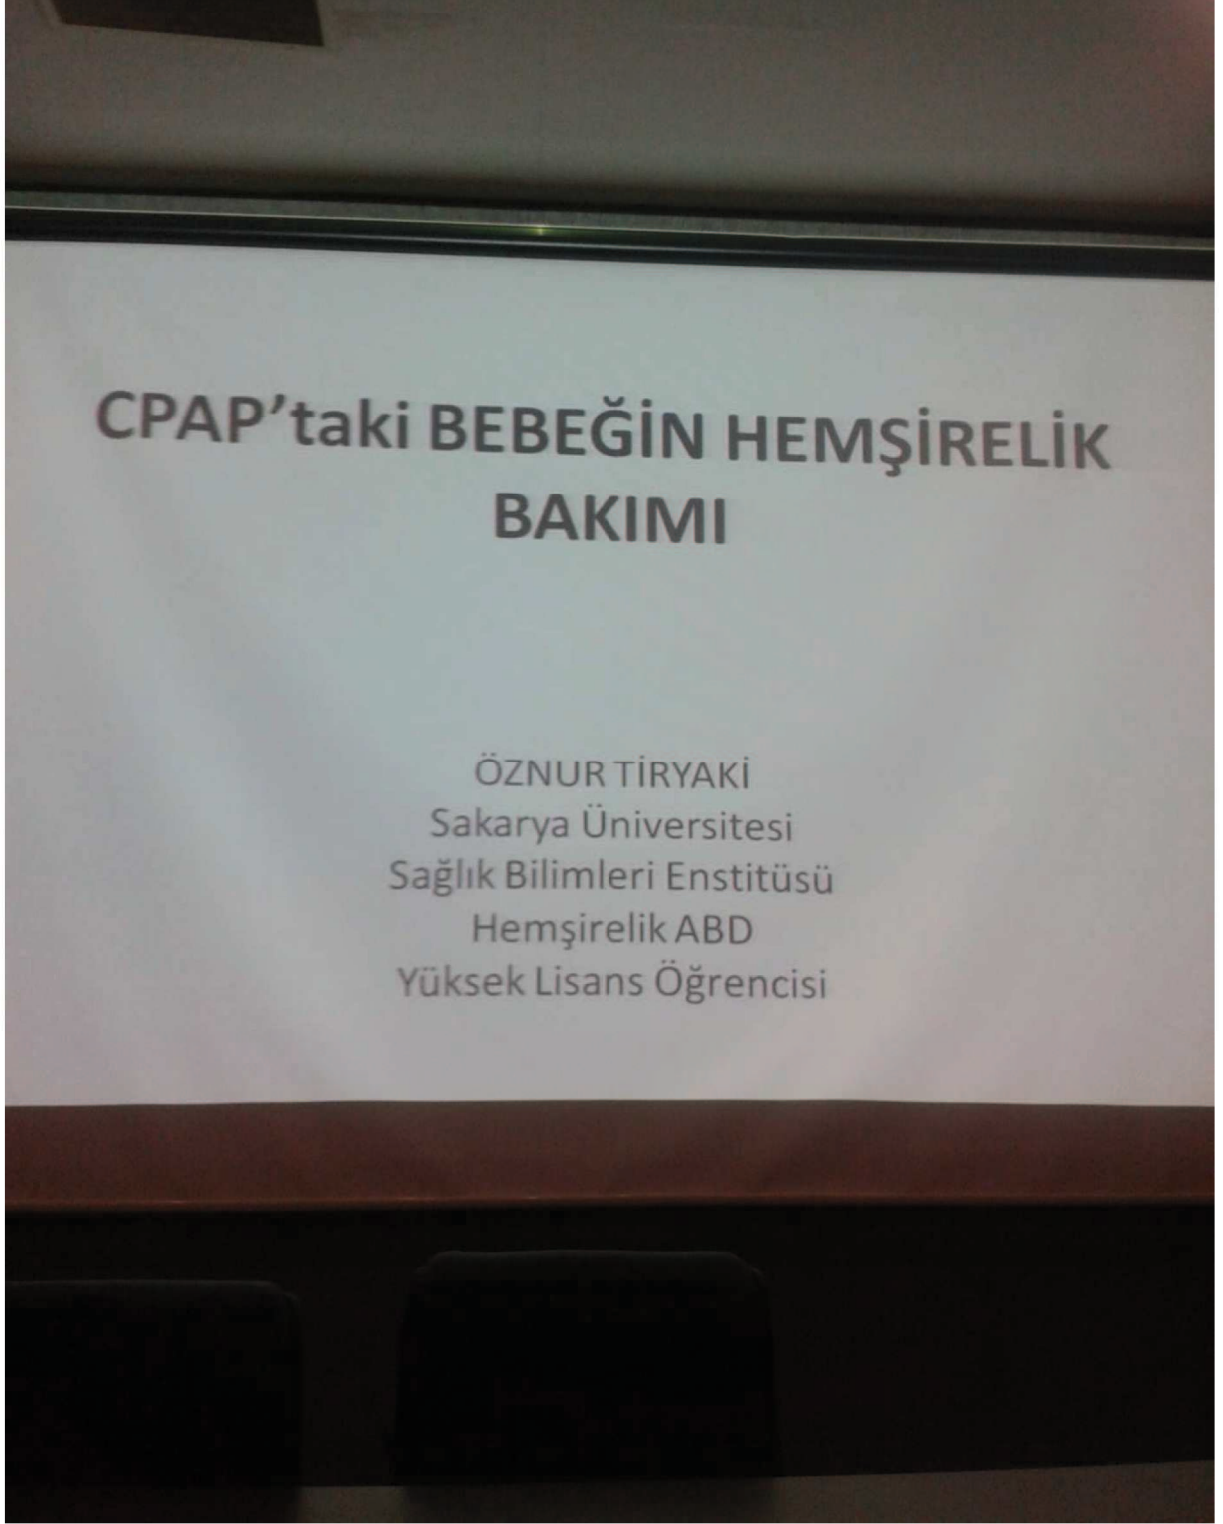 CPAP’taki BEBEĞİN HEMŞİRELİK
BAKIMI
ÖZNUR TİRYAKİ
Sakarya Üniversitesi
Sağlık Bilimleri Enstitüsü
Hemşirelik ABD
Yüksek Lisans Öğrencisi